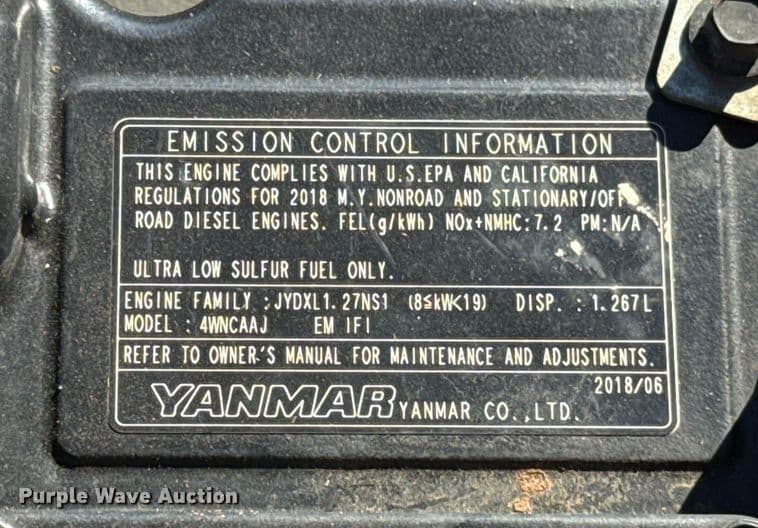 EMISSION CONTROL INFORMATION
THIS ENGINE COMPLIES WITH U.S.EPA AND CALIFORNIA
REGULATIONS FOR 2018 M.Y.NONROAD AND STATIONARY/OFF
ROAD DIESEL ENGINES. FEL(g/kWh) NOx+NMHC:7.2 PM:N/A
ULTRA LOW SULFUR FUEL ONLY.
ENGINE FAMILY :JYDXL1.27NS1 (8≤kW<19) DISP. :1.267L
MODEL :4WNCAAJ EM IFI
REFER TO OWNER'S MANUAL FOR MAINTENANCE AND ADJUSTMENTS.
2018/06
YANMAR YANMAR CO.,LTD.
Purple Wave Auction